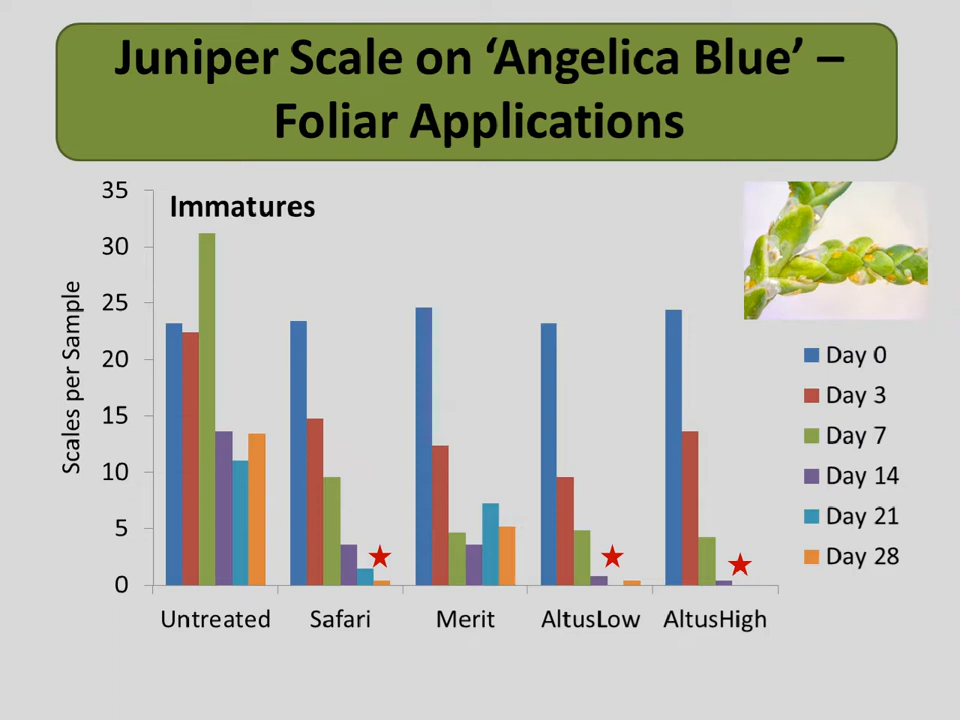 Juniper Scale on ‘Angelica Blue’ –
Foliar Applications
Immatures
Scales per Sample
35
30
25
20
15
10
5
0
Untreated
Safari
Merit
AltusLow
AltusHigh
Day 0
Day 3
Day 7
Day 14
Day 21
Day 28